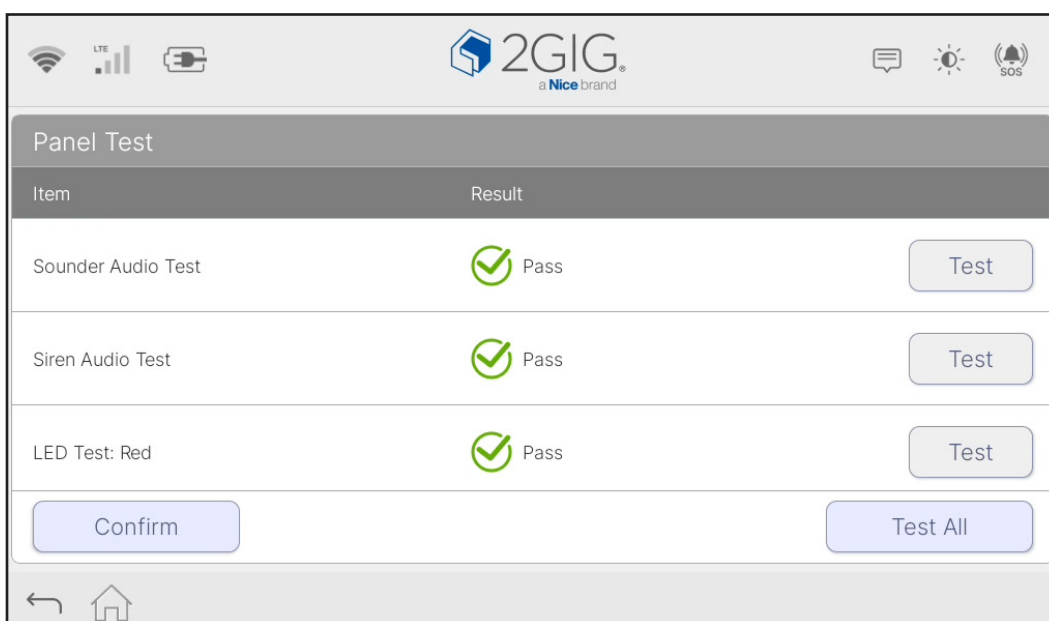 LTE
2GIG®
a Nice brand
SOS
Panel Test
Item Result
Sounder Audio Test Pass Test
Siren Audio Test Pass Test
LED Test: Red Pass Test
Confirm Test All